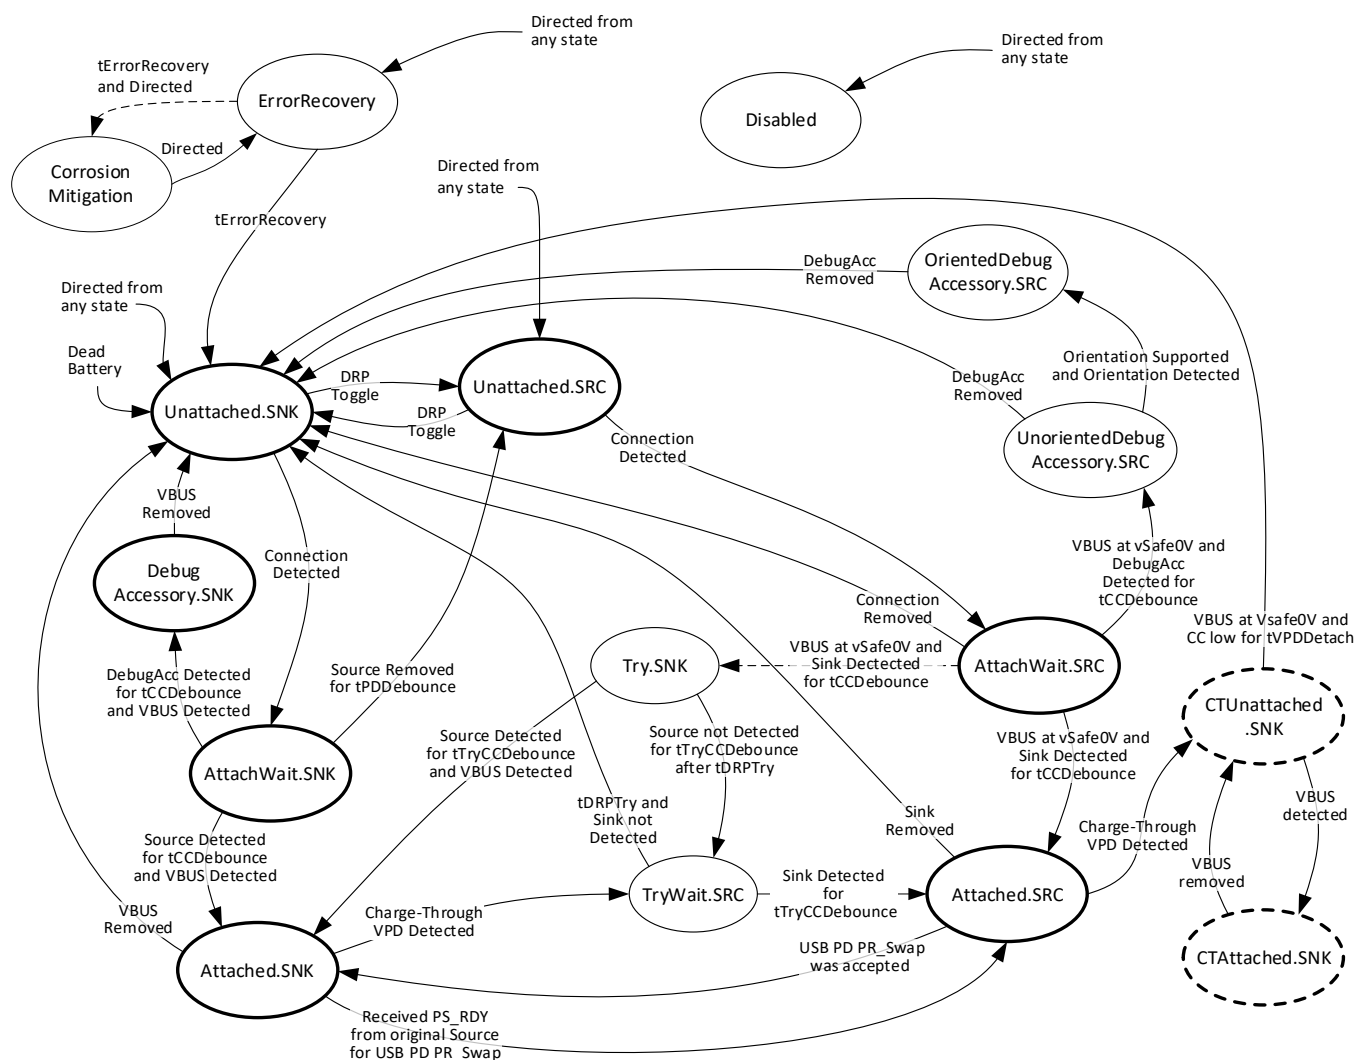 Directed from
any state
tErrorRecovery
and Directed
ErrorRecovery
Directed from
any state
Disabled
Directed
Corrosion
Mitigation
Directed from
any state
tErrorRecovery
OrientedDebug
Accessory.SRC
DebugAcc
Removed
Directed from
any state
Dead
Battery
Orientation Supported
and Orientation Detected
DRP
Toggle
Unattached.SRC
DebugAcc
Removed
Unattached.SNK
DRP
Toggle
Connection
Detected
UnorientedDebug
Accessory.SRC
VBUS
Removed
Connection
Detected
Debug
Accessory.SNK
VBUS at vSafe0V and
DebugAcc
Detected for
tCCDebounce
Connection
Removed
VBUS at Vsafe0V and
CC low for tVPDDetach
Try.SNK
VBUS at vSafe0V and
Sink Dectected
for tCCDebounce
AttachWait.SRC
DebugAcc Detected
for tCCDebounce
and VBUS Detected
Source Removed
for tPDDebounce
CTUnattached
.SNK
Source Detected
for tTryCCDebounce
and VBUS Detected
Source not Detected
for tTryCCDebounce
after tDRPTry
VBUS at vSafe0V and
Sink Dectected
for tCCDebounce
AttachWait.SNK
VBUS
detected
tDRPTry and
Sink not
Detected
Sink
Removed
Charge-Through
VPD Detected
Source Detected
for tCCDebounce
and VBUS Detected
VBUS
removed
TryWait.SRC
Sink Detected
for
tTryCCDebounce
Attached.SRC
VBUS
Removed
Charge-Through
VPD Detected
USB PD PR_Swap
was accepted
CTAttached.SNK
Attached.SNK
Received PS_RDY
from original Source
for USB PD PR_Swap